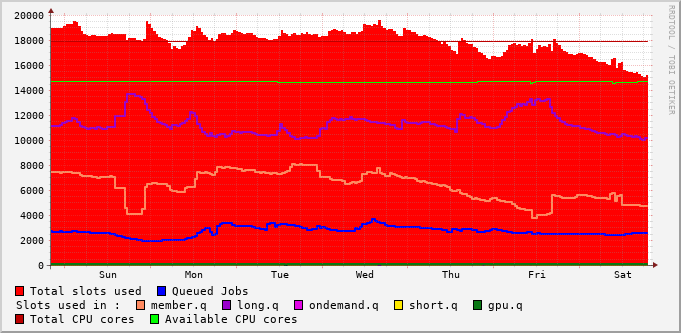 20000
18000
16000
14000
12000
10000
8000
6000
4000
2000
0
Sun Mon Tue Wed Thu Fri Sat
RRDTOOL / TOBI OETIKER
Total slots used Queued Jobs
Slots used in : member.q long.q ondemand.q short.q gpu.q
Total CPU cores Available CPU cores